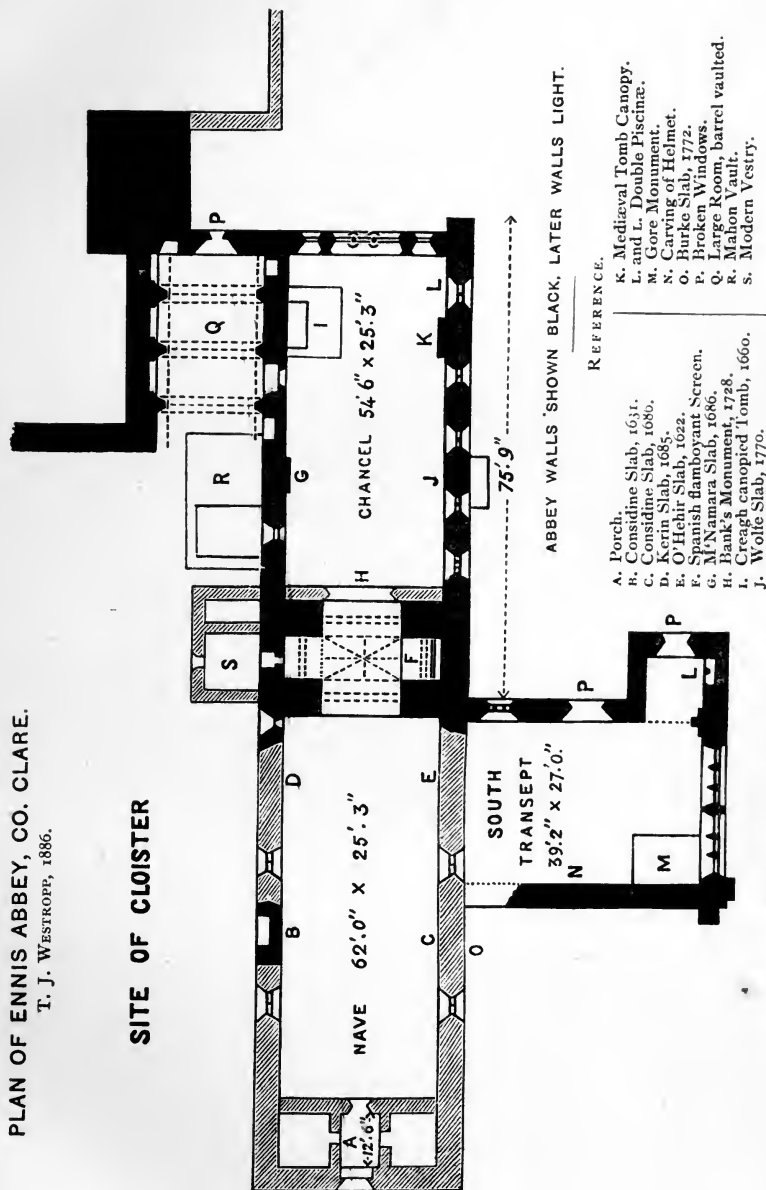 PLAN OF ENNIS ABBEY, CO. CLARE.
T. J. WESTROPP, 1886.
SITE OF CLOISTER
A
12'.6"
B
NAVE 62'.0" X 25'.3"
C
D
E
O
S
F
H
R
G
CHANCEL 54'6" x 25'.3"
J
Q
P
I
K
L
75'.9"
SOUTH
TRANSEPT
39'.2" X 27'.0".
N
M
P
L
P
ABBEY WALLS SHOWN BLACK, LATER WALLS LIGHT.
REFERENCE.
A. Porch.
B. Considine Slab, 1631.
C. Considine Slab, 1680.
D. Kerin Slab, 1685.
E. O'Hehir Slab, 1622.
F. Spanish flamboyant Screen.
G. M'Namara Slab, 1686.
H. Bank's Monument, 1728.
I. Creagh canopied Tomb, 1660.
J. Wolfe Slab, 1770.
K. Mediæval Tomb Canopy.
L. and L. Double Piscinæ.
M. Gore Monument.
N. Carving of Helmet.
O. Burke Slab, 1772.
P. Broken Windows.
Q. Large Room, barrel vaulted.
R. Mahon Vault.
S. Modern Vestry.